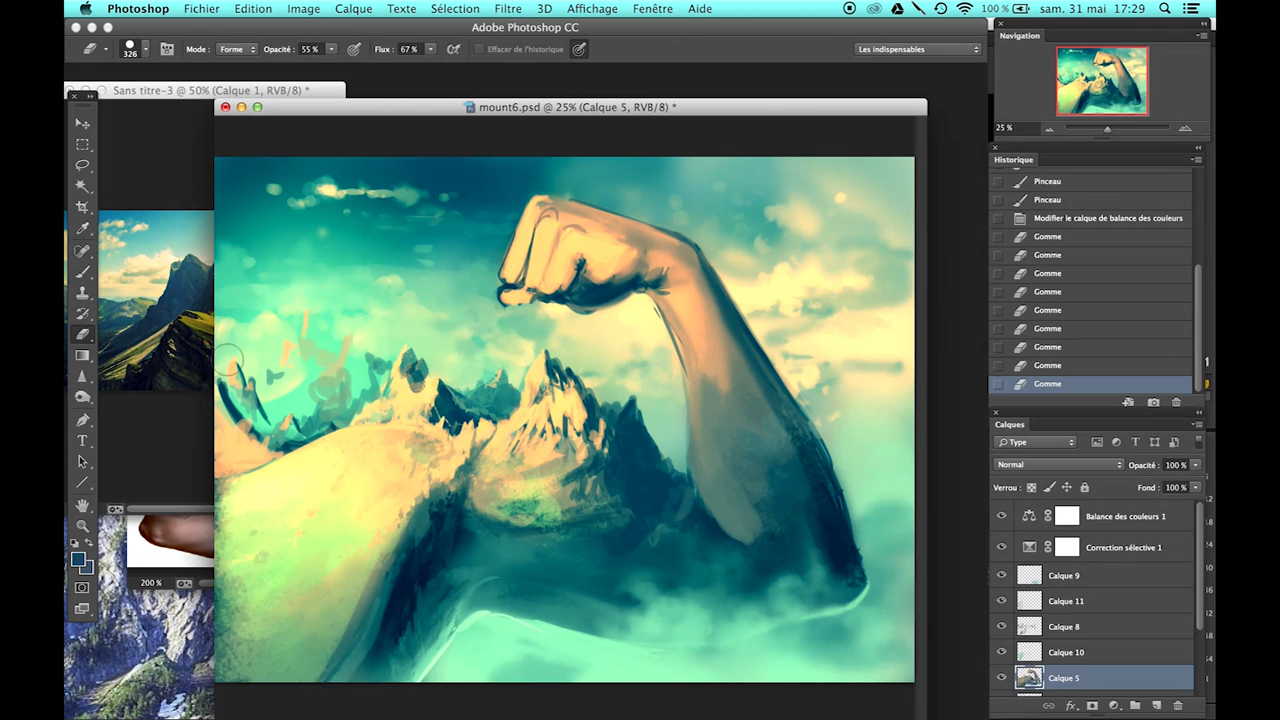 Photoshop Fichier Edition Image Calque Texte Sélection Filtre 3D Affichage Fenêtre Aide 100 % sam. 31 mai 17:29
Adobe Photoshop CC
326 Mode : Forme Opacité : 55 % Flux : 67 % Effacer de l'historique Les indispensables
Navigation
Sans titre-3 @ 50% (Calque 1, RVB/8) *
mount6.psd @ 25% (Calque 5, RVB/8) *
25 %
Historique
Pinceau
Pinceau
Modifier le calque de balance des couleurs
Gomme
Gomme
Gomme
Gomme
Gomme
Gomme
Gomme
Gomme
Gomme
Calques
Type
Normal Opacité : 100 %
Verrou : Fond : 100 %
Balance des couleurs 1
Correction sélective 1
Calque 9
200 %
Calque 11
Calque 8
Calque 10
Calque 5